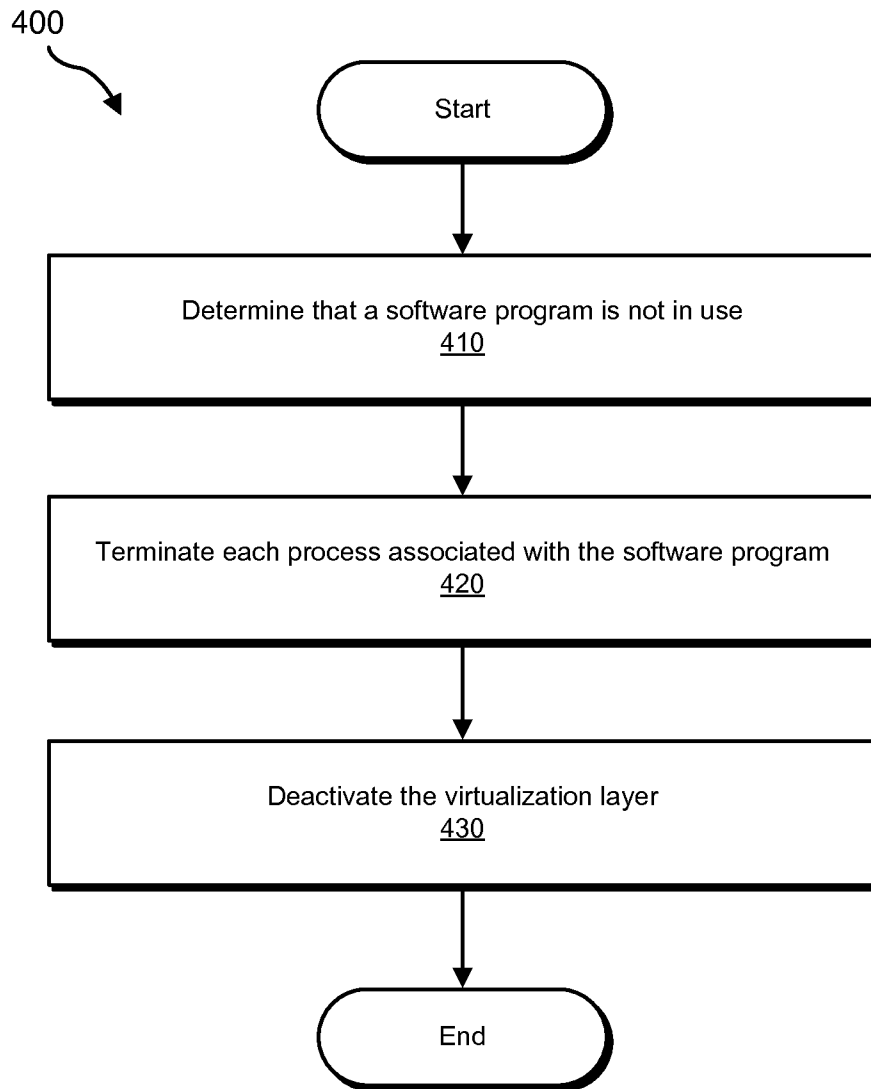 400
Start
Determine that a software program is not in use
410
Terminate each process associated with the software program
420
Deactivate the virtualization layer
430
End